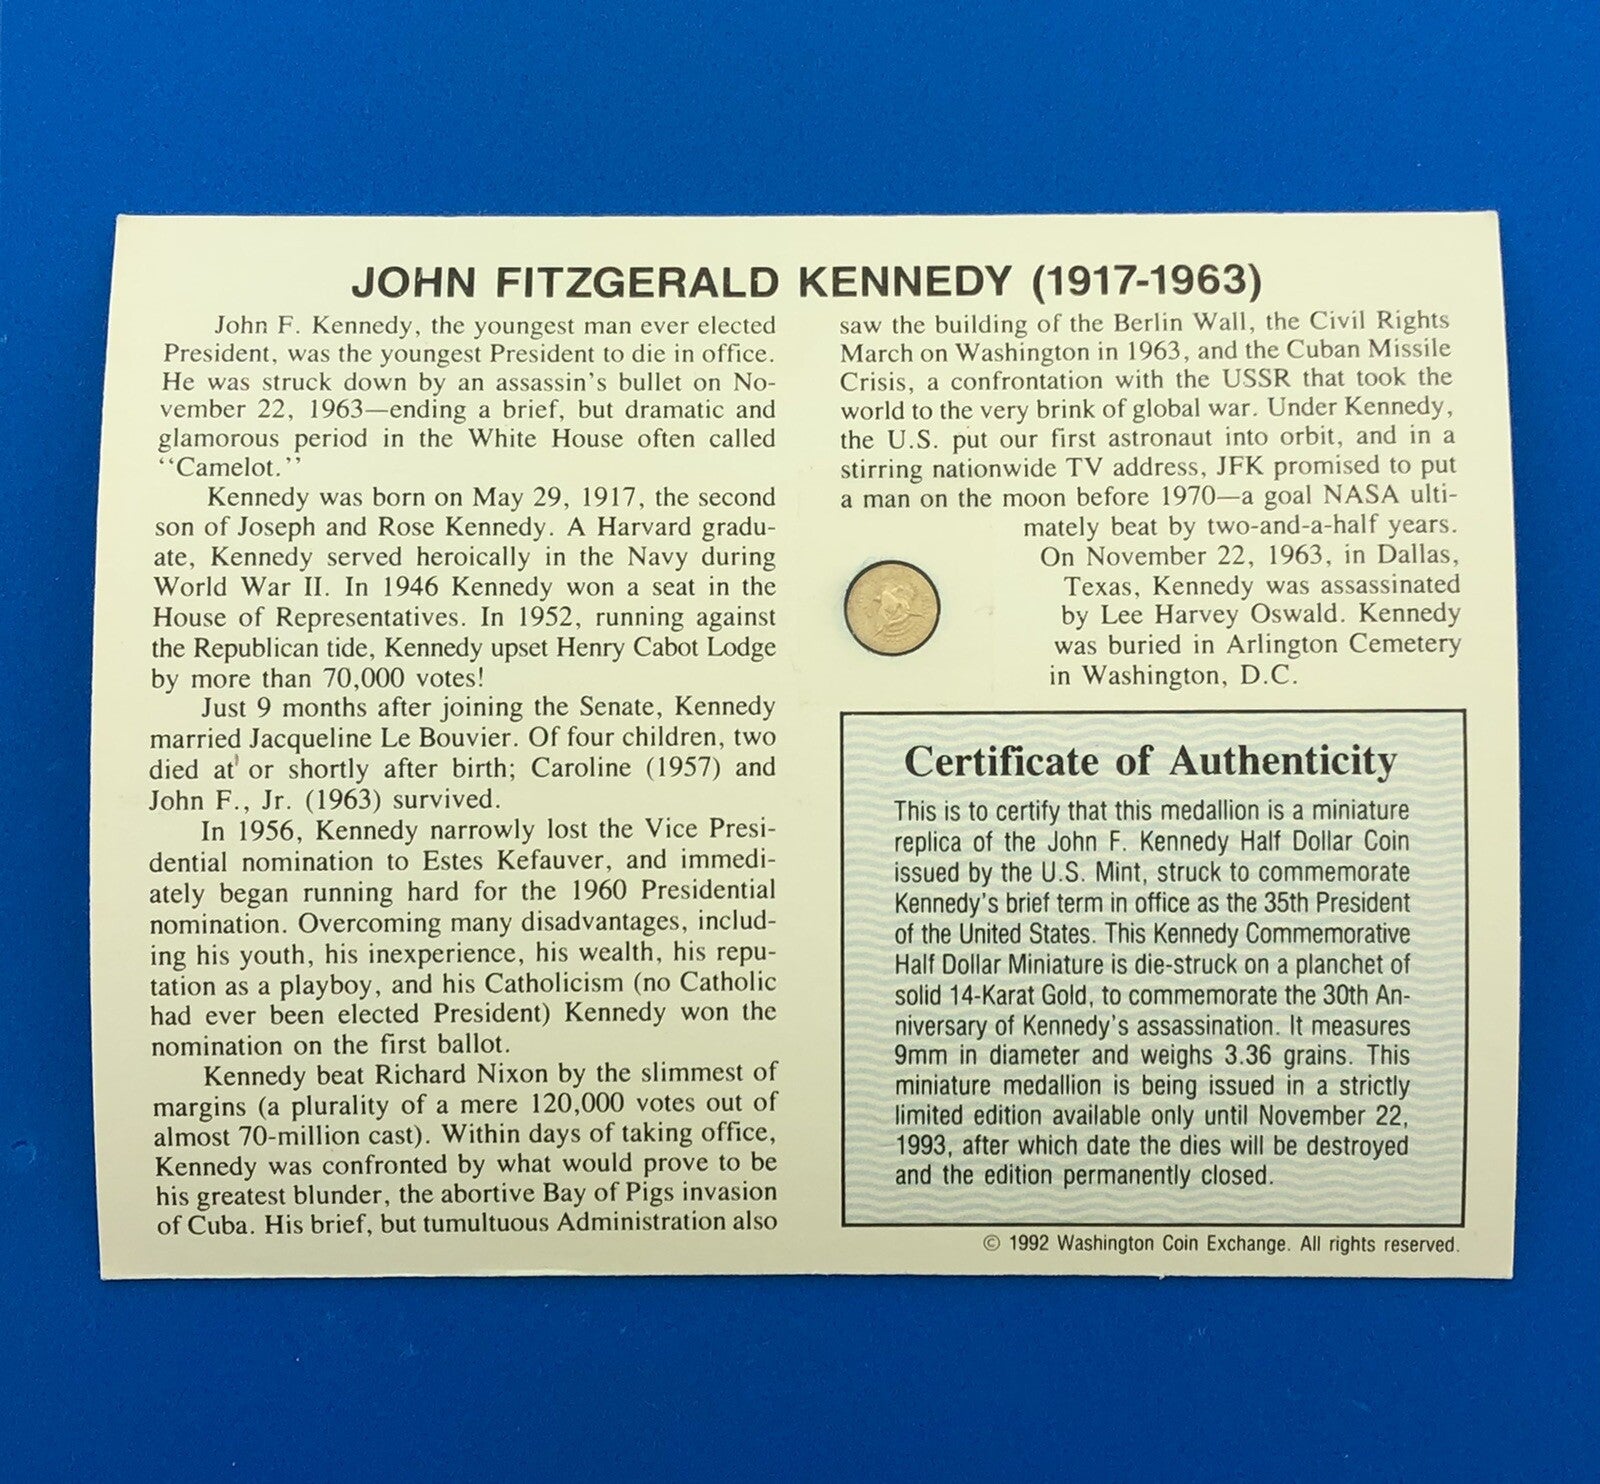 JOHN FITZGERALD KENNEDY (1917-1963)
John F. Kennedy, the youngest man ever elected
President, was the youngest President to die in office.
He was struck down by an assassin's bullet on No-
vember 22, 1963—ending a brief, but dramatic and
glamorous period in the White House often called
"Camelot."
Kennedy was born on May 29, 1917, the second
son of Joseph and Rose Kennedy. A Harvard gradu-
ate, Kennedy served heroically in the Navy during
World War II. In 1946 Kennedy won a seat in the
House of Representatives. In 1952, running against
the Republican tide, Kennedy upset Henry Cabot Lodge
by more than 70,000 votes!
Just 9 months after joining the Senate, Kennedy
married Jacqueline Le Bouvier. Of four children, two
died at or shortly after birth; Caroline (1957) and
John F., Jr. (1963) survived.
In 1956, Kennedy narrowly lost the Vice Presi-
dential nomination to Estes Kefauver, and immedi-
ately began running hard for the 1960 Presidential
nomination. Overcoming many disadvantages, includ-
ing his youth, his inexperience, his wealth, his repu-
tation as a playboy, and his Catholicism (no Catholic
had ever been elected President) Kennedy won the
nomination on the first ballot.
Kennedy beat Richard Nixon by the slimmest of
margins (a plurality of a mere 120,000 votes out of
almost 70-million cast). Within days of taking office,
Kennedy was confronted by what would prove to be
his greatest blunder, the abortive Bay of Pigs invasion
of Cuba. His brief, but tumultuous Administration also
saw the building of the Berlin Wall, the Civil Rights
March on Washington in 1963, and the Cuban Missile
Crisis, a confrontation with the USSR that took the
world to the very brink of global war. Under Kennedy,
the U.S. put our first astronaut into orbit, and in a
stirring nationwide TV address, JFK promised to put
a man on the moon before 1970—a goal NASA ulti-
mately beat by two-and-a-half years.
On November 22, 1963, in Dallas,
Texas, Kennedy was assassinated
by Lee Harvey Oswald. Kennedy
was buried in Arlington Cemetery
in Washington, D.C.
Certificate of Authenticity
This is to certify that this medallion is a miniature
replica of the John F. Kennedy Half Dollar Coin
issued by the U.S. Mint, struck to commemorate
Kennedy's brief term in office as the 35th President
of the United States. This Kennedy Commemorative
Half Dollar Miniature is die-struck on a planchet of
solid 14-Karat Gold, to commemorate the 30th An-
niversary of Kennedy's assassination. It measures
9mm in diameter and weighs 3.36 grains. This
miniature medallion is being issued in a strictly
limited edition available only until November 22,
1993, after which date the dies will be destroyed
and the edition permanently closed.
© 1992 Washington Coin Exchange. All rights reserved.